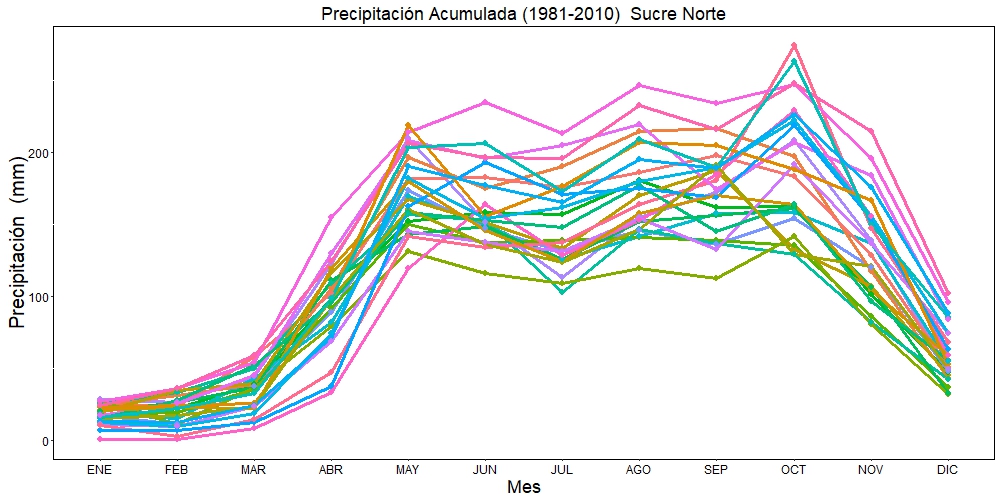 Precipitación Acumulada (1981-2010)  Sucre Norte
Precipitación  (mm)
200
100
0
ENE FEB MAR ABR MAY JUN JUL AGO SEP OCT NOV DIC
Mes